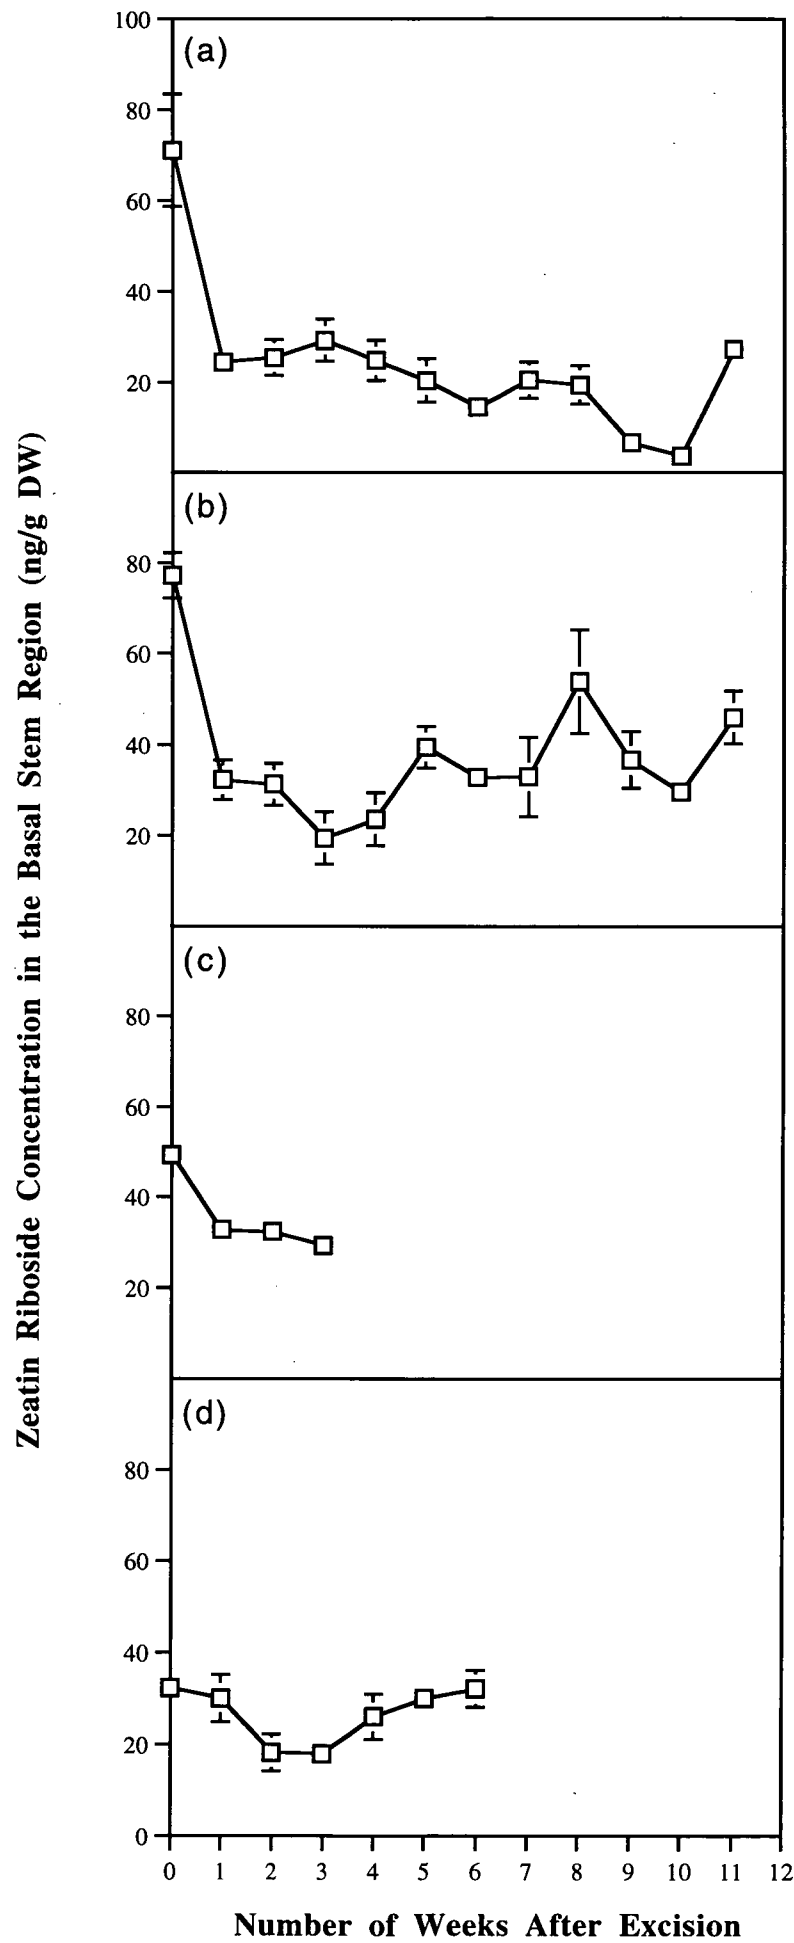 Zeatin Riboside Concentration in the Basal Stem Region (ng/g DW)
100
(a)
80
60
40
20
(b)
80
60
40
20
(c)
80
60
40
20
(d)
80
60
40
20
0
0 1 2 3 4 5 6 7 8 9 10 11 12
Number of Weeks After Excision